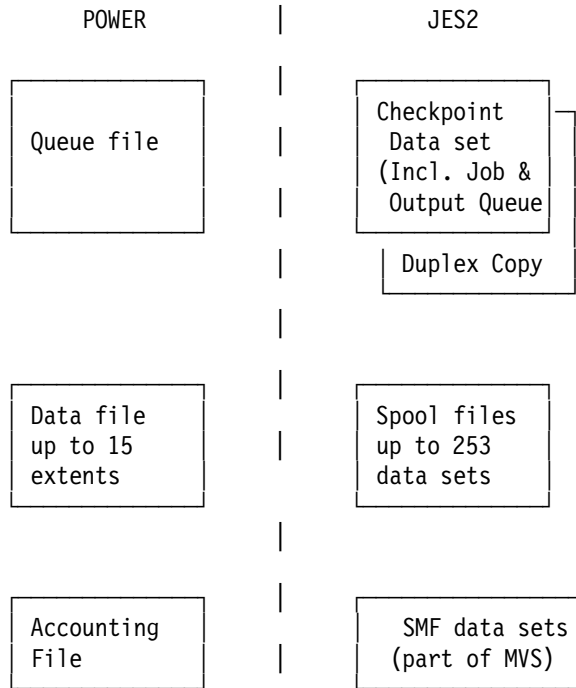 POWER JES2
Queue file
Checkpoint
Data set
(Incl. Job &
Output Queue
Duplex Copy
Data file
up to 15
extents
Spool files
up to 253
data sets
Accounting
File
SMF data sets
(part of MVS)